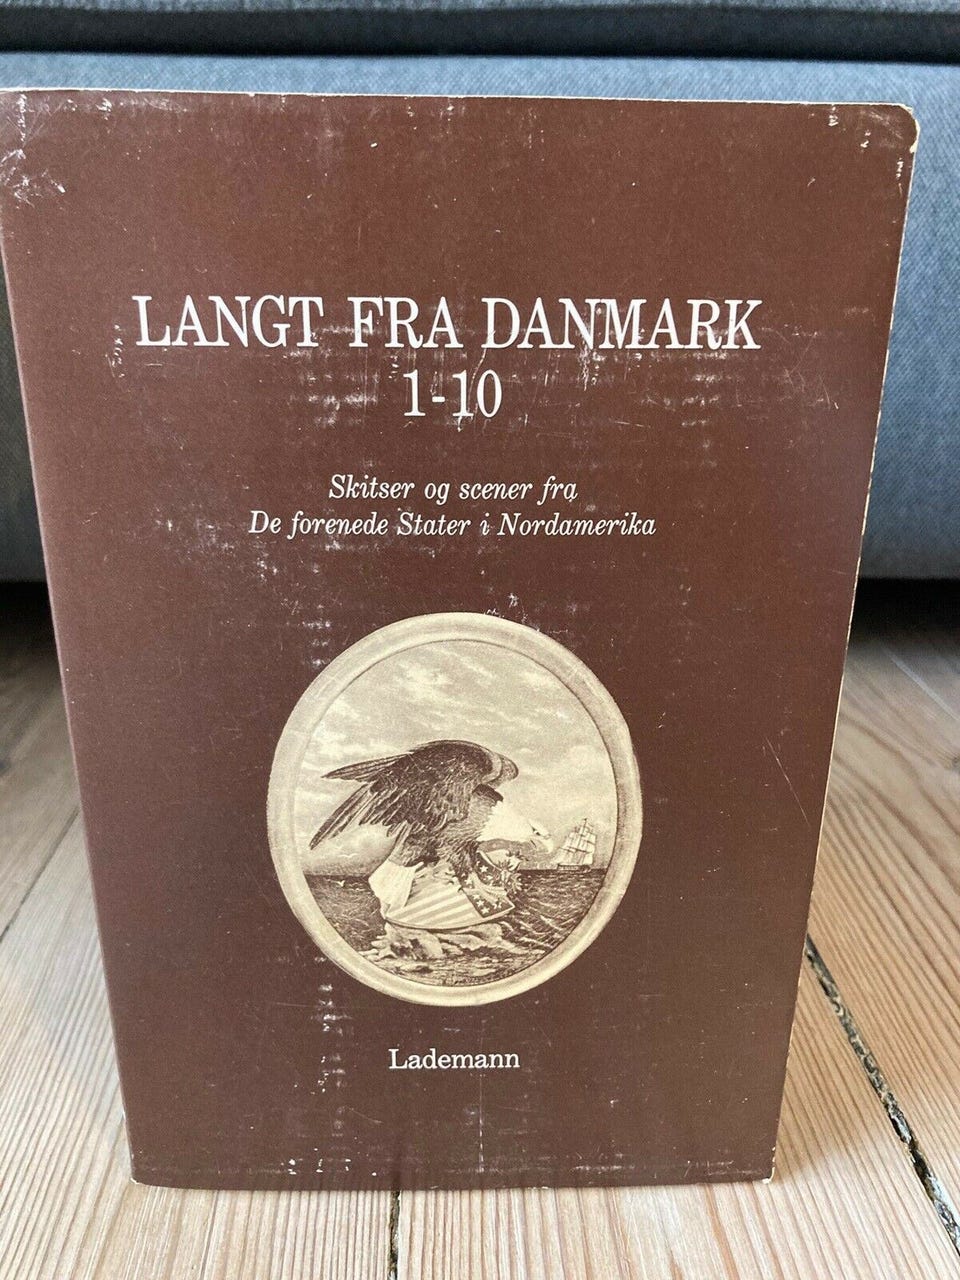 LANGT FRA DANMARK
1-10
Skitser og scener fra
De forenede Stater i Nordamerika
Lademann